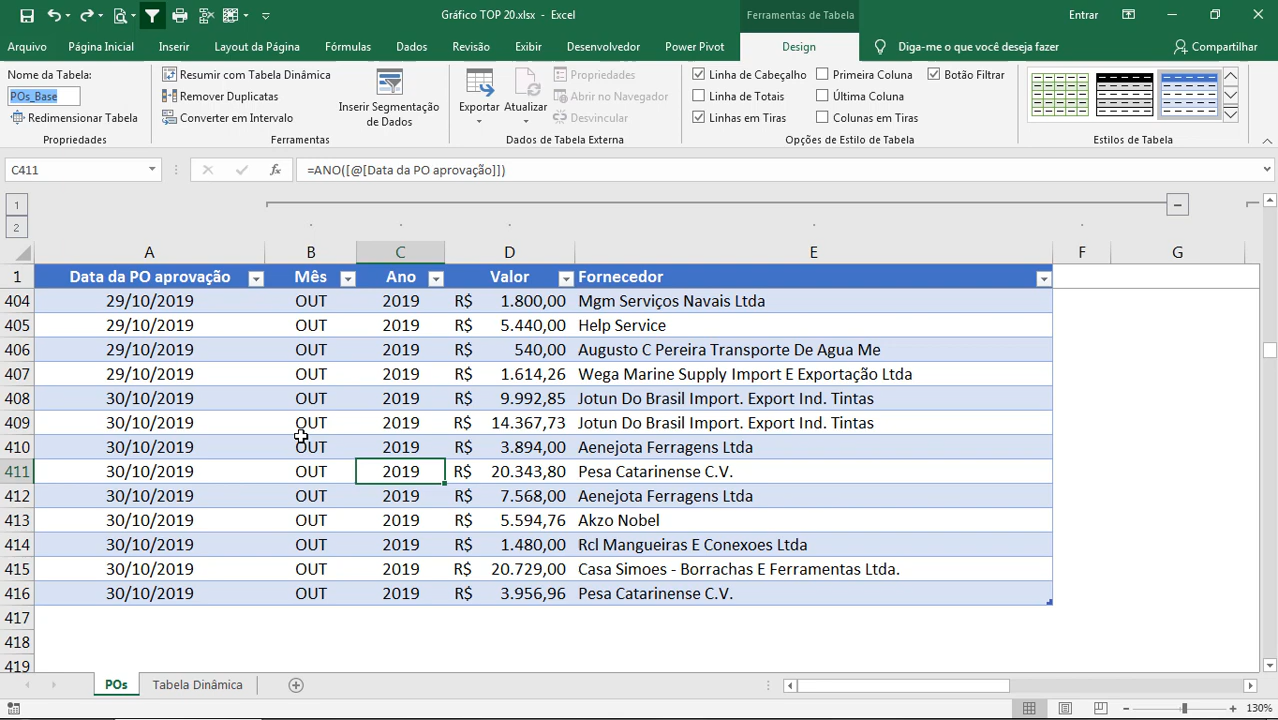 Gráfico TOP 20.xlsx - Excel
Ferramentas de Tabela
Entrar
Arquivo Página Inicial Inserir Layout da Página Fórmulas Dados Revisão Exibir Desenvolvedor Power Pivot Design Diga-me o que você deseja fazer Compartilhar
Nome da Tabela:
POs_Base
Redimensionar Tabela
Propriedades
Resumir com Tabela Dinâmica
Remover Duplicatas
Converter em Intervalo
Inserir Segmentação
de Dados
Ferramentas
Exportar Atualizar
Propriedades
Abrir no Navegador
Desvincular
Dados de Tabela Externa
Linha de Cabeçalho Primeira Coluna Botão Filtrar
Linha de Totais Última Coluna
Linhas em Tiras Colunas em Tiras
Opções de Estilo de Tabela
Estilos de Tabela
C411 fx =ANO([@[Data da PO aprovação]])
1
2
A B C D E F G
1 Data da PO aprovação Mês Ano Valor Fornecedor
404 29/10/2019 OUT 2019 R$ 1.800,00 Mgm Serviços Navais Ltda
405 29/10/2019 OUT 2019 R$ 5.440,00 Help Service
406 29/10/2019 OUT 2019 R$ 540,00 Augusto C Pereira Transporte De Agua Me
407 29/10/2019 OUT 2019 R$ 1.614,26 Wega Marine Supply Import E Exportação Ltda
408 30/10/2019 OUT 2019 R$ 9.992,85 Jotun Do Brasil Import. Export Ind. Tintas
409 30/10/2019 OUT 2019 R$ 14.367,73 Jotun Do Brasil Import. Export Ind. Tintas
410 30/10/2019 OUT 2019 R$ 3.894,00 Aenejota Ferragens Ltda
411 30/10/2019 OUT 2019 R$ 20.343,80 Pesa Catarinense C.V.
412 30/10/2019 OUT 2019 R$ 7.568,00 Aenejota Ferragens Ltda
413 30/10/2019 OUT 2019 R$ 5.594,76 Akzo Nobel
414 30/10/2019 OUT 2019 R$ 1.480,00 Rcl Mangueiras E Conexoes Ltda
415 30/10/2019 OUT 2019 R$ 20.729,00 Casa Simoes - Borrachas E Ferramentas Ltda.
416 30/10/2019 OUT 2019 R$ 3.956,96 Pesa Catarinense C.V.
417
418
419
POs Tabela Dinâmica
130%